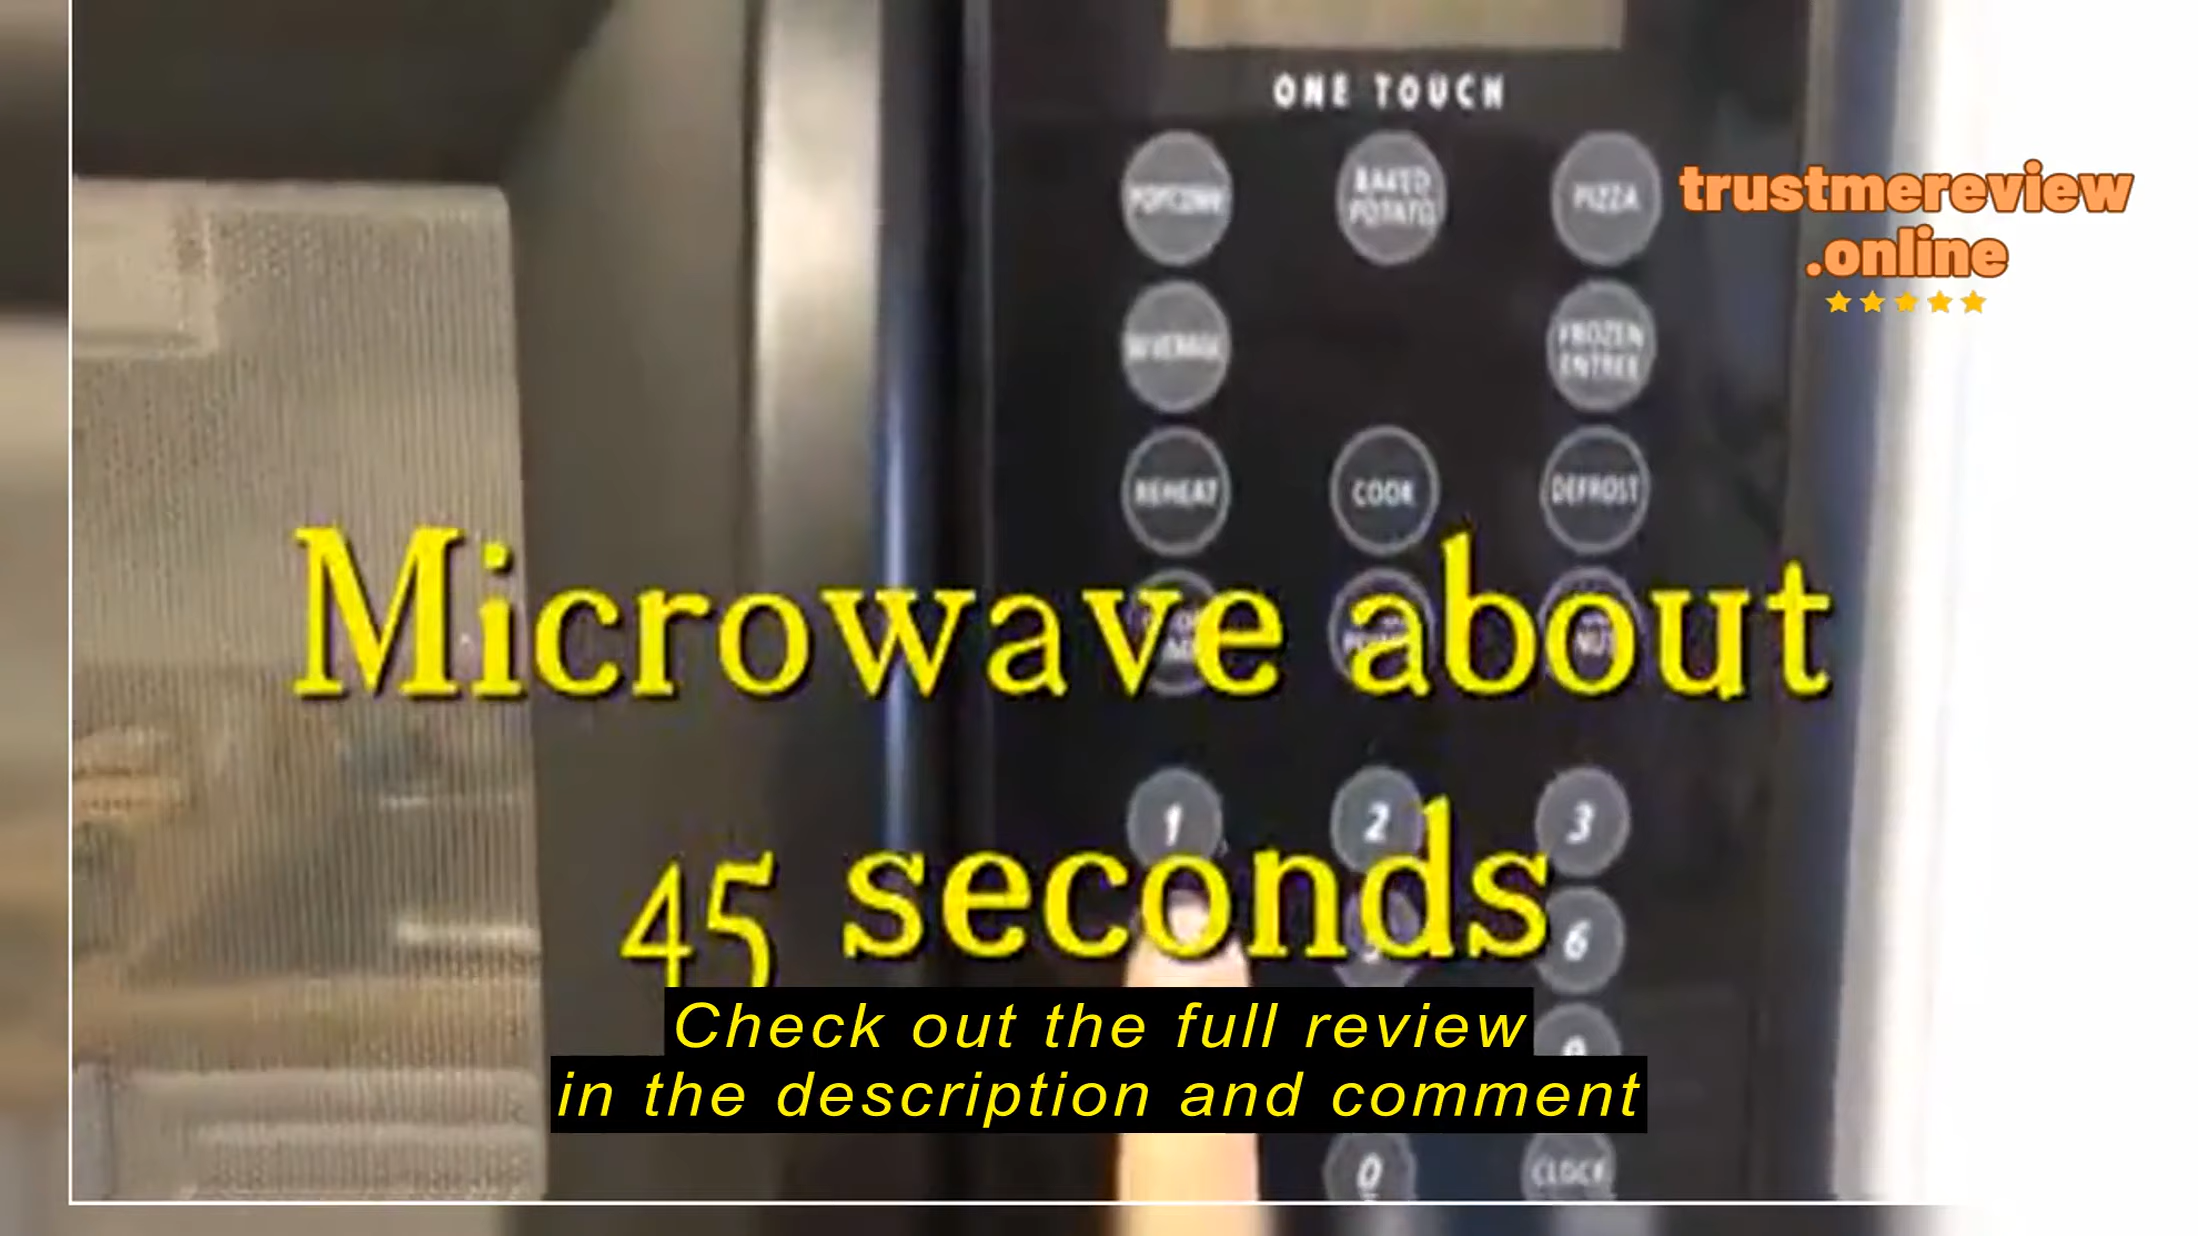 ONE TOUCH
POPCORN
BAKED
POTATO
PIZZA
trustmereview
.online
BEVERAGE
FROZEN
ENTREE
REHEAT
COOK
DEFROST
Microwave about
1 2 3
45 seconds
6
Check out the full review
in the description and comment
0
CLOCK